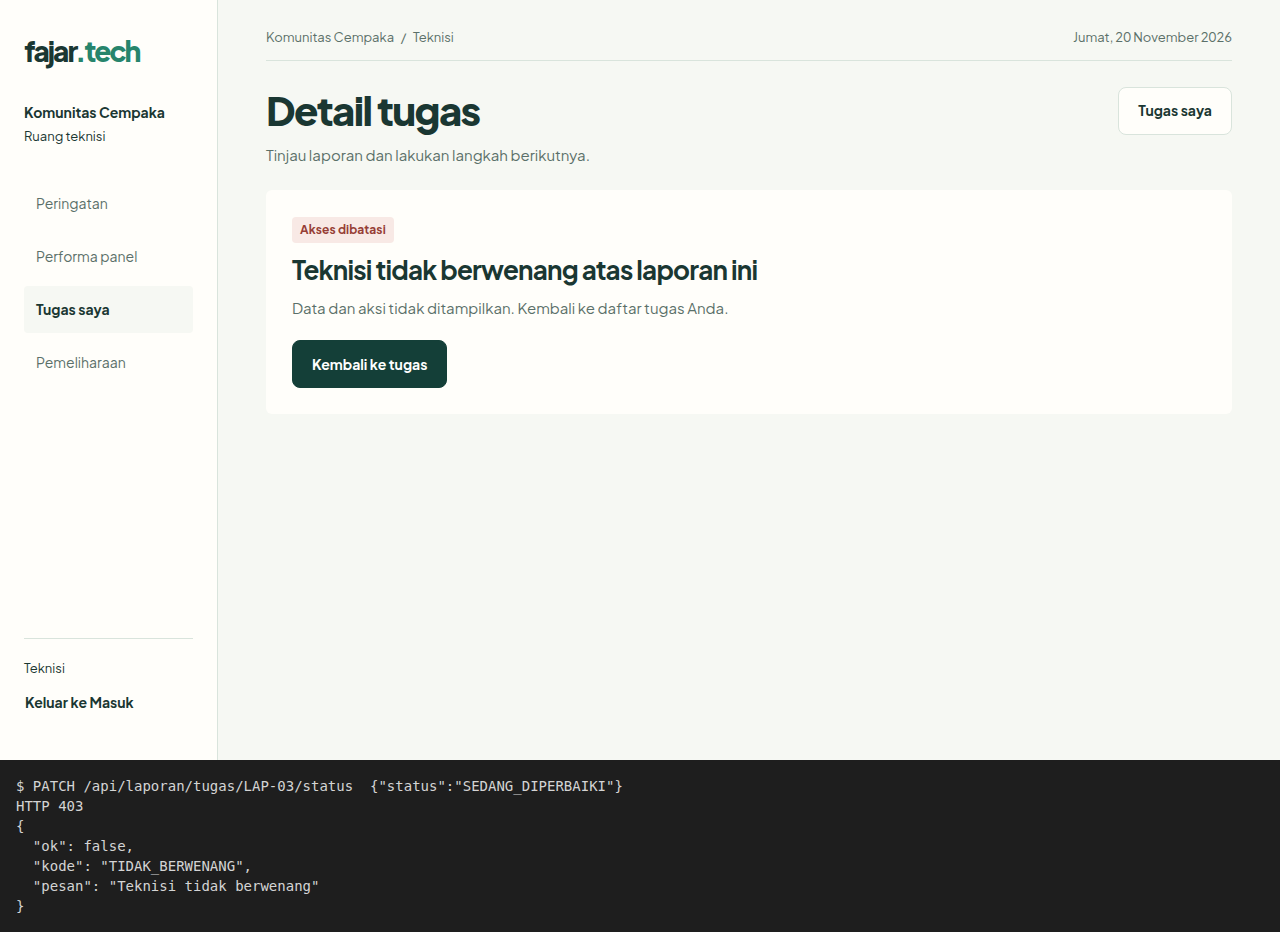 fajar.tech
Komunitas Cempaka
Ruang teknisi
Peringatan
Performa panel
Tugas saya
Pemeliharaan
Teknisi
Keluar ke Masuk
Komunitas Cempaka / Teknisi
Jumat, 20 November 2026
Detail tugas
Tugas saya
Tinjau laporan dan lakukan langkah berikutnya.
Akses dibatasi
Teknisi tidak berwenang atas laporan ini
Data dan aksi tidak ditampilkan. Kembali ke daftar tugas Anda.
Kembali ke tugas
$ PATCH /api/laporan/tugas/LAP-03/status  {"status":"SEDANG_DIPERBAIKI"}
HTTP 403
{
  "ok": false,
  "kode": "TIDAK_BERWENANG",
  "pesan": "Teknisi tidak berwenang"
}